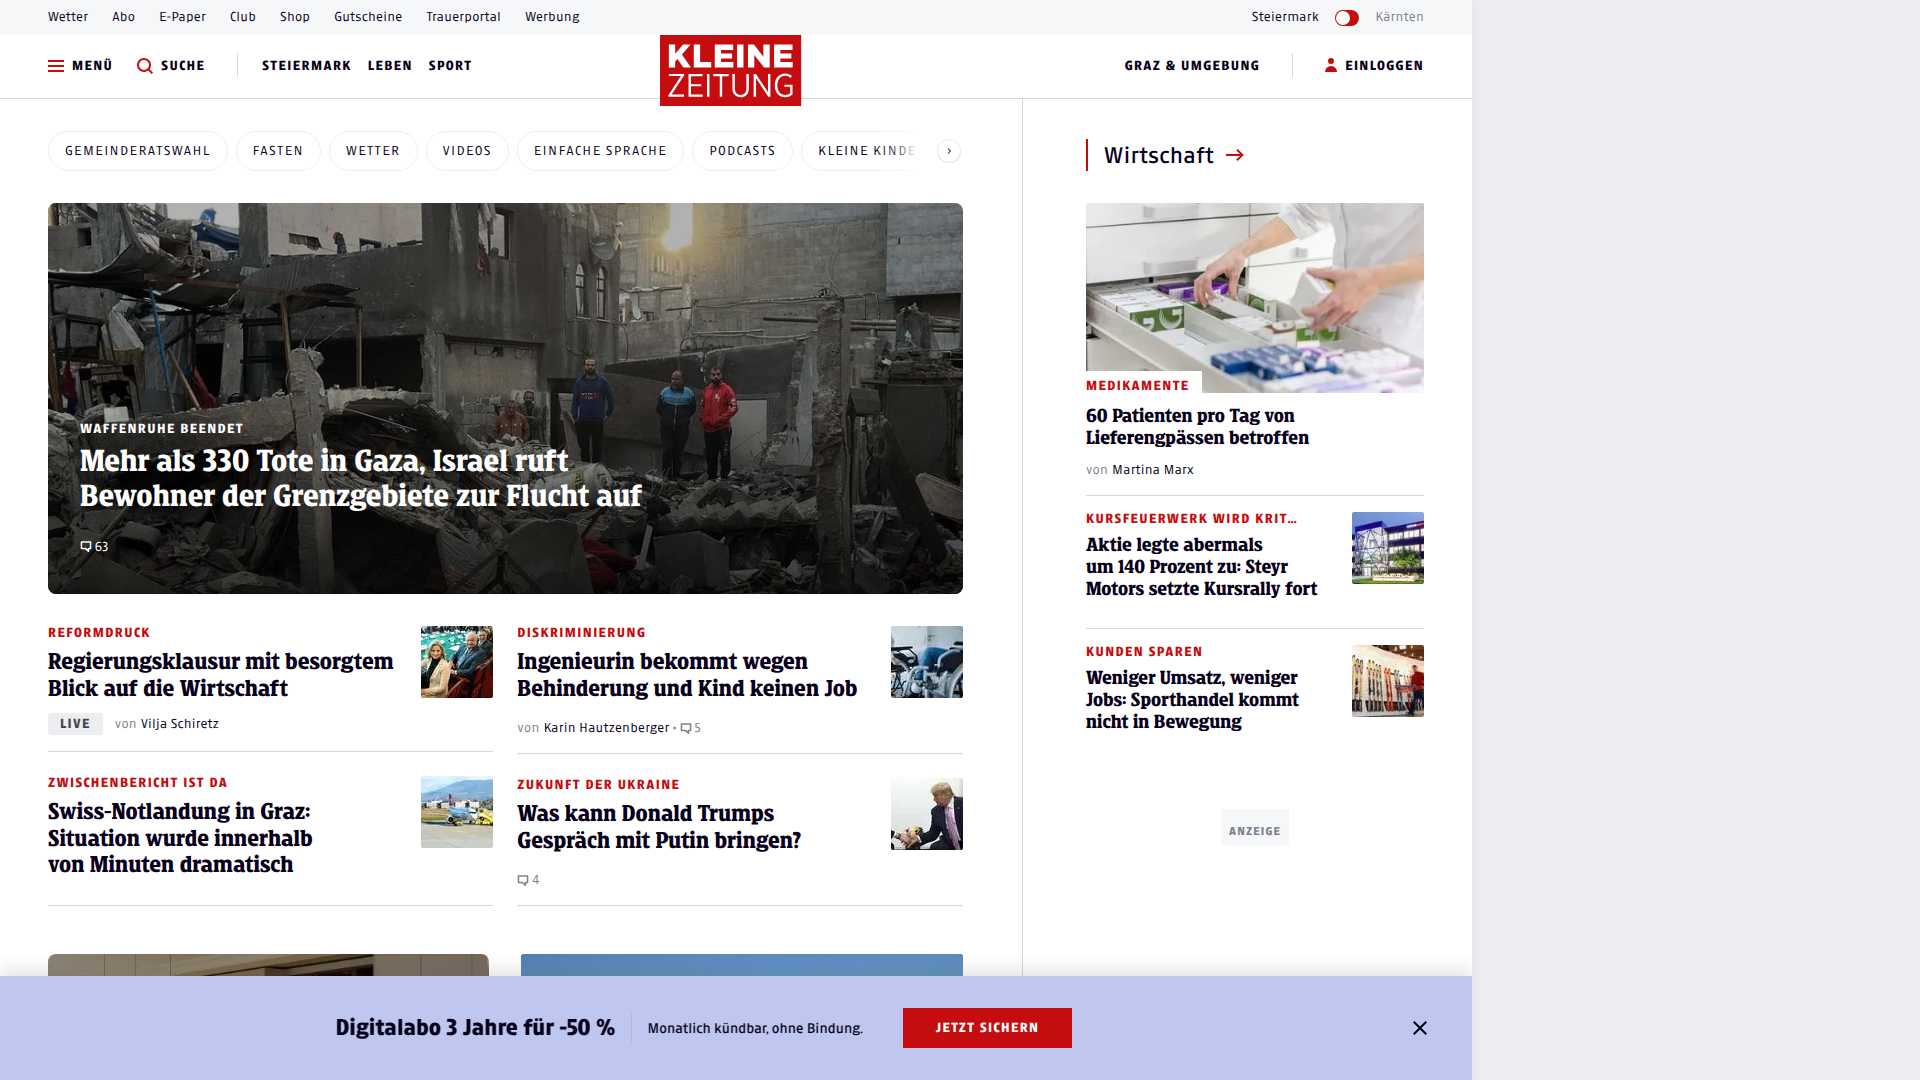 Wetter Abo E-Paper Club Shop Gutscheine Trauerportal Werbung Steiermark Kärnten
MENÜ SUCHE STEIERMARK LEBEN SPORT
KLEINE
ZEITUNG
GRAZ & UMGEBUNG EINLOGGEN
GEMEINDERATSWAHL FASTEN WETTER VIDEOS EINFACHE SPRACHE PODCASTS KLEINE KINDE
WAFFENRUHE BEENDET
Mehr als 330 Tote in Gaza, Israel ruft
Bewohner der Grenzgebiete zur Flucht auf
63
REFORMDRUCK
Regierungsklausur mit besorgtem
Blick auf die Wirtschaft
LIVE von Vilja Schiretz
DISKRIMINIERUNG
Ingenieurin bekommt wegen
Behinderung und Kind keinen Job
von Karin Hautzenberger • 5
ZWISCHENBERICHT IST DA
Swiss-Notlandung in Graz:
Situation wurde innerhalb
von Minuten dramatisch
ZUKUNFT DER UKRAINE
Was kann Donald Trumps
Gespräch mit Putin bringen?
4
Wirtschaft
MEDIKAMENTE
60 Patienten pro Tag von
Lieferengpässen betroffen
von Martina Marx
KURSFEUERWERK WIRD KRIT...
Aktie legte abermals
um 140 Prozent zu: Steyr
Motors setzte Kursrally fort
KUNDEN SPAREN
Weniger Umsatz, weniger
Jobs: Sporthandel kommt
nicht in Bewegung
ANZEIGE
Digitalabo 3 Jahre für -50 % Monatlich kündbar, ohne Bindung. JETZT SICHERN